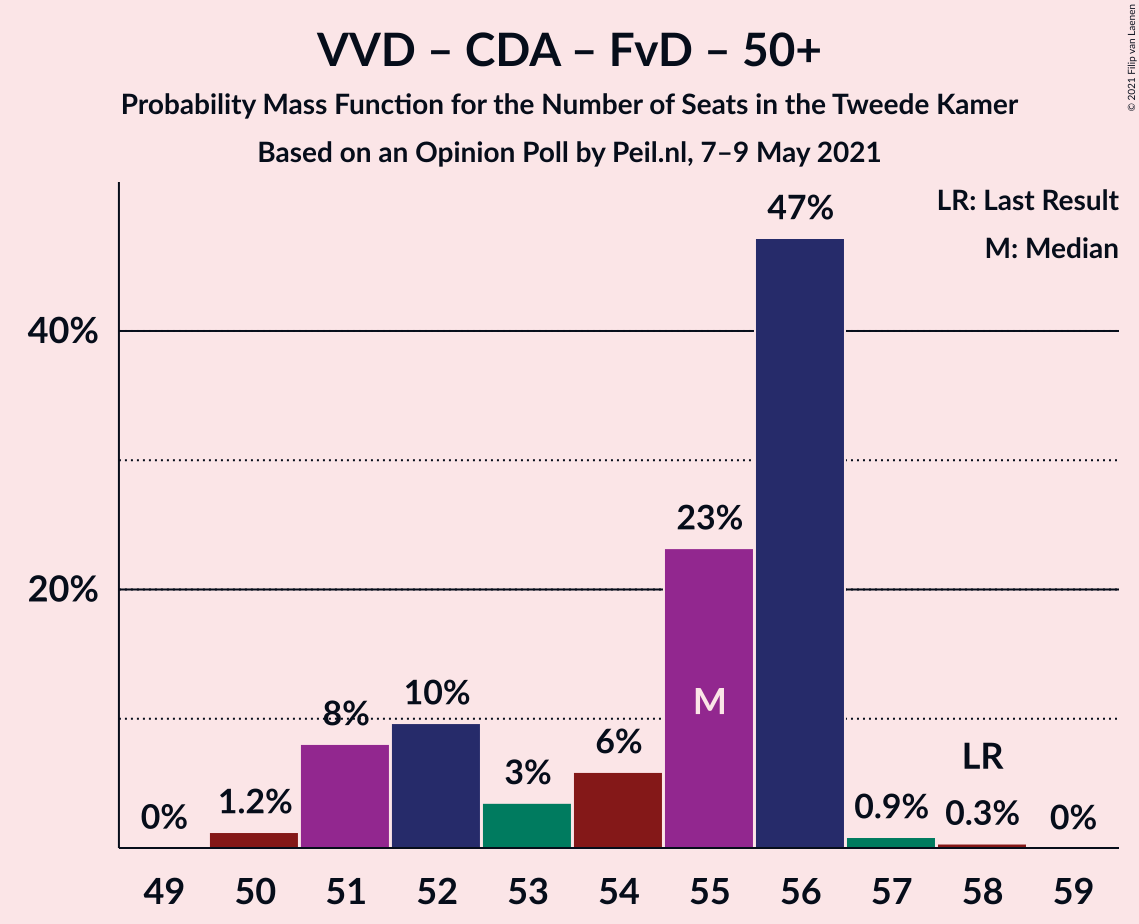 VVD – CDA – FvD – 50+
Probability Mass Function for the Number of Seats in the Tweede Kamer
Based on an Opinion Poll by Peil.nl, 7–9 May 2021
© 2021 Filip van Laenen
LR: Last Result
M: Median
40%
20%
0%
1.2%
8%
10%
3%
6%
23%
M
47%
0.9%
LR
0.3%
0%
49 50 51 52 53 54 55 56 57 58 59